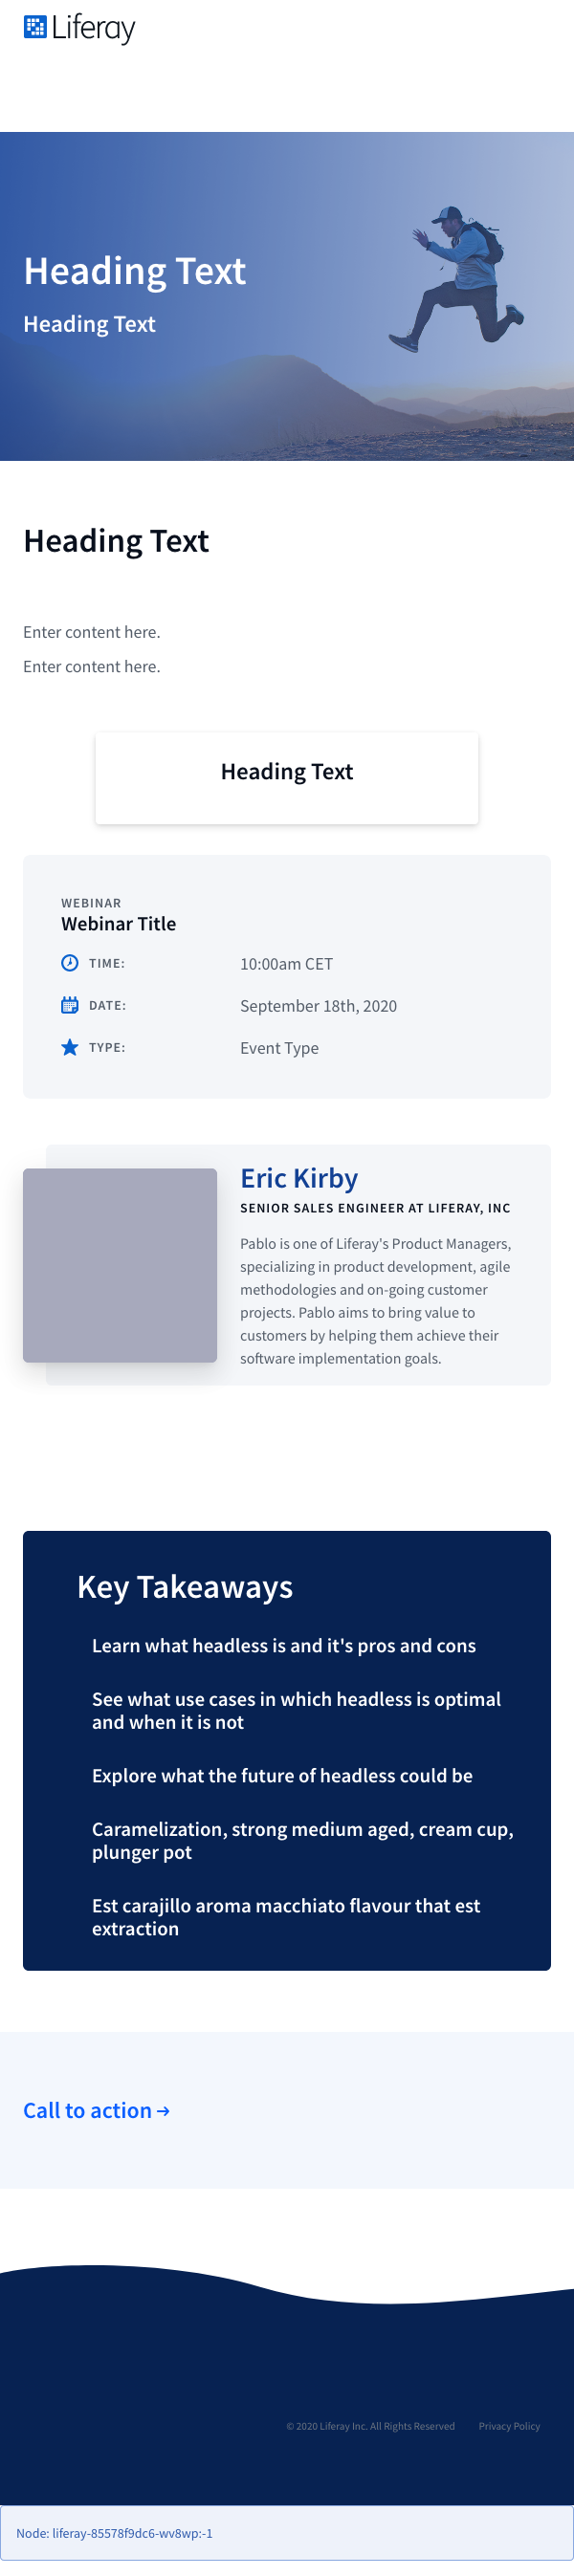 Liferay
Heading Text
Heading Text
Heading Text
Enter content here.
Enter content here.
Heading Text
WEBINAR
Webinar Title
TIME: 10:00am CET
DATE: September 18th, 2020
TYPE: Event Type
Eric Kirby
SENIOR SALES ENGINEER AT LIFERAY, INC
Pablo is one of Liferay's Product Managers,
specializing in product development, agile
methodologies and on-going customer
projects. Pablo aims to bring value to
customers by helping them achieve their
software implementation goals.
Key Takeaways
Learn what headless is and it's pros and cons
See what use cases in which headless is optimal
and when it is not
Explore what the future of headless could be
Caramelization, strong medium aged, cream cup,
plunger pot
Est carajillo aroma macchiato flavour that est
extraction
Call to action →
© 2020 Liferay Inc. All Rights Reserved Privacy Policy
Node: liferay-85578f9dc6-wv8wp:-1